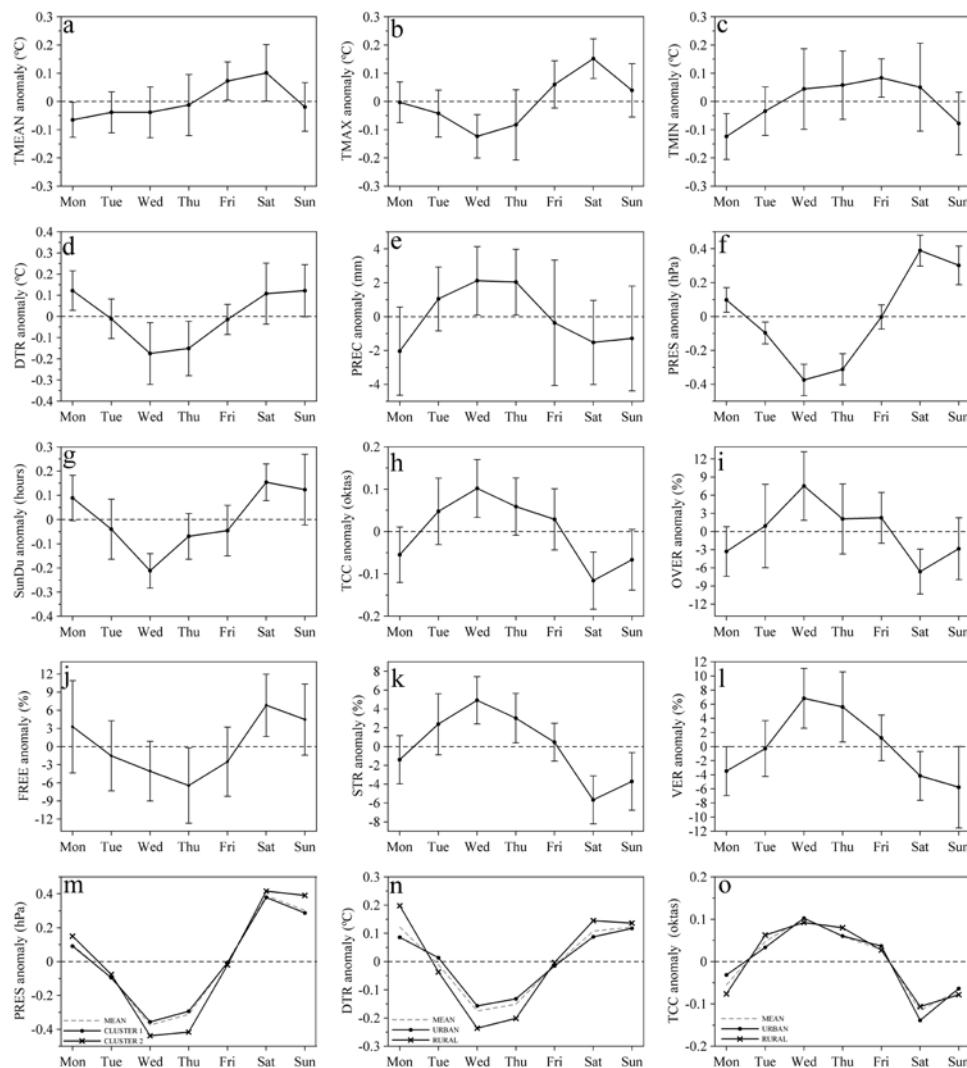 a
TMEAN anomaly (ºC)
0.3
0.2
0.1
0
-0.1
-0.2
-0.3
Mon Tue Wed Thu Fri Sat Sun
b
TMAX anomaly (ºC)
0.3
0.2
0.1
0
-0.1
-0.2
0.3
Mon Tue Wed Thu Fri Sat Sun
c
TMIN anomaly (ºC)
0.3
0.2
0.1
0
-0.1
-0.2
0.3
Mon Tue Wed Thu Fri Sat Sun
d
DTR anomaly (ºC)
0.4
0.3
0.2
0.1
0
-0.1
-0.2
-0.3
-0.4
Mon Tue Wed Thu Fri Sat Sun
e
PREC anomaly (mm)
4
2
0
-2
-4
Mon Tue Wed Thu Fri Sat Sun
f
PRES anomaly (hPa)
0.4
0.2
0
-0.2
-0.4
Mon Tue Wed Thu Fri Sat Sun
g
SunDu anomaly (hours)
0.3
0.2
0.1
0
-0.1
-0.2
-0.3
-0.4
Mon Tue Wed Thu Fri Sat Sun
h
TCC anomaly (oktas)
0.2
0.1
0
-0.1
0.2
Mon Tue Wed Thu Fri Sat Sun
i
OVER anomaly (%)
12
9
6
3
0
-3
-6
-9
-12
Mon Tue Wed Thu Fri Sat Sun
j
FREE anomaly (%)
12
9
6
3
0
-3
-6
-9
-12
Mon Tue Wed Thu Fri Sat Sun
k
STR anomaly (%)
8
6
4
2
0
-2
-4
-6
-8
Mon Tue Wed Thu Fri Sat Sun
l
VER anomaly (%)
12
10
8
6
4
2
0
-2
-4
-6
-8
-10
-12
Mon Tue Wed Thu Fri Sat Sun
m
PRES anomaly (hPa)
0.4
0.2
0
-0.2
-0.4
MEAN
CLUSTER 1
CLUSTER 2
Mon Tue Wed Thu Fri Sat Sun
n
DTR anomaly (ºC)
0.3
0.2
0.1
0
-0.1
-0.2
-0.3
MEAN
URBAN
RURAL
Mon Tue Wed Thu Fri Sat Sun
o
TCC anomaly (oktas)
0.2
0.1
0
-0.1
0.2
MEAN
URBAN
RURAL
Mon Tue Wed Thu Fri Sat Sun